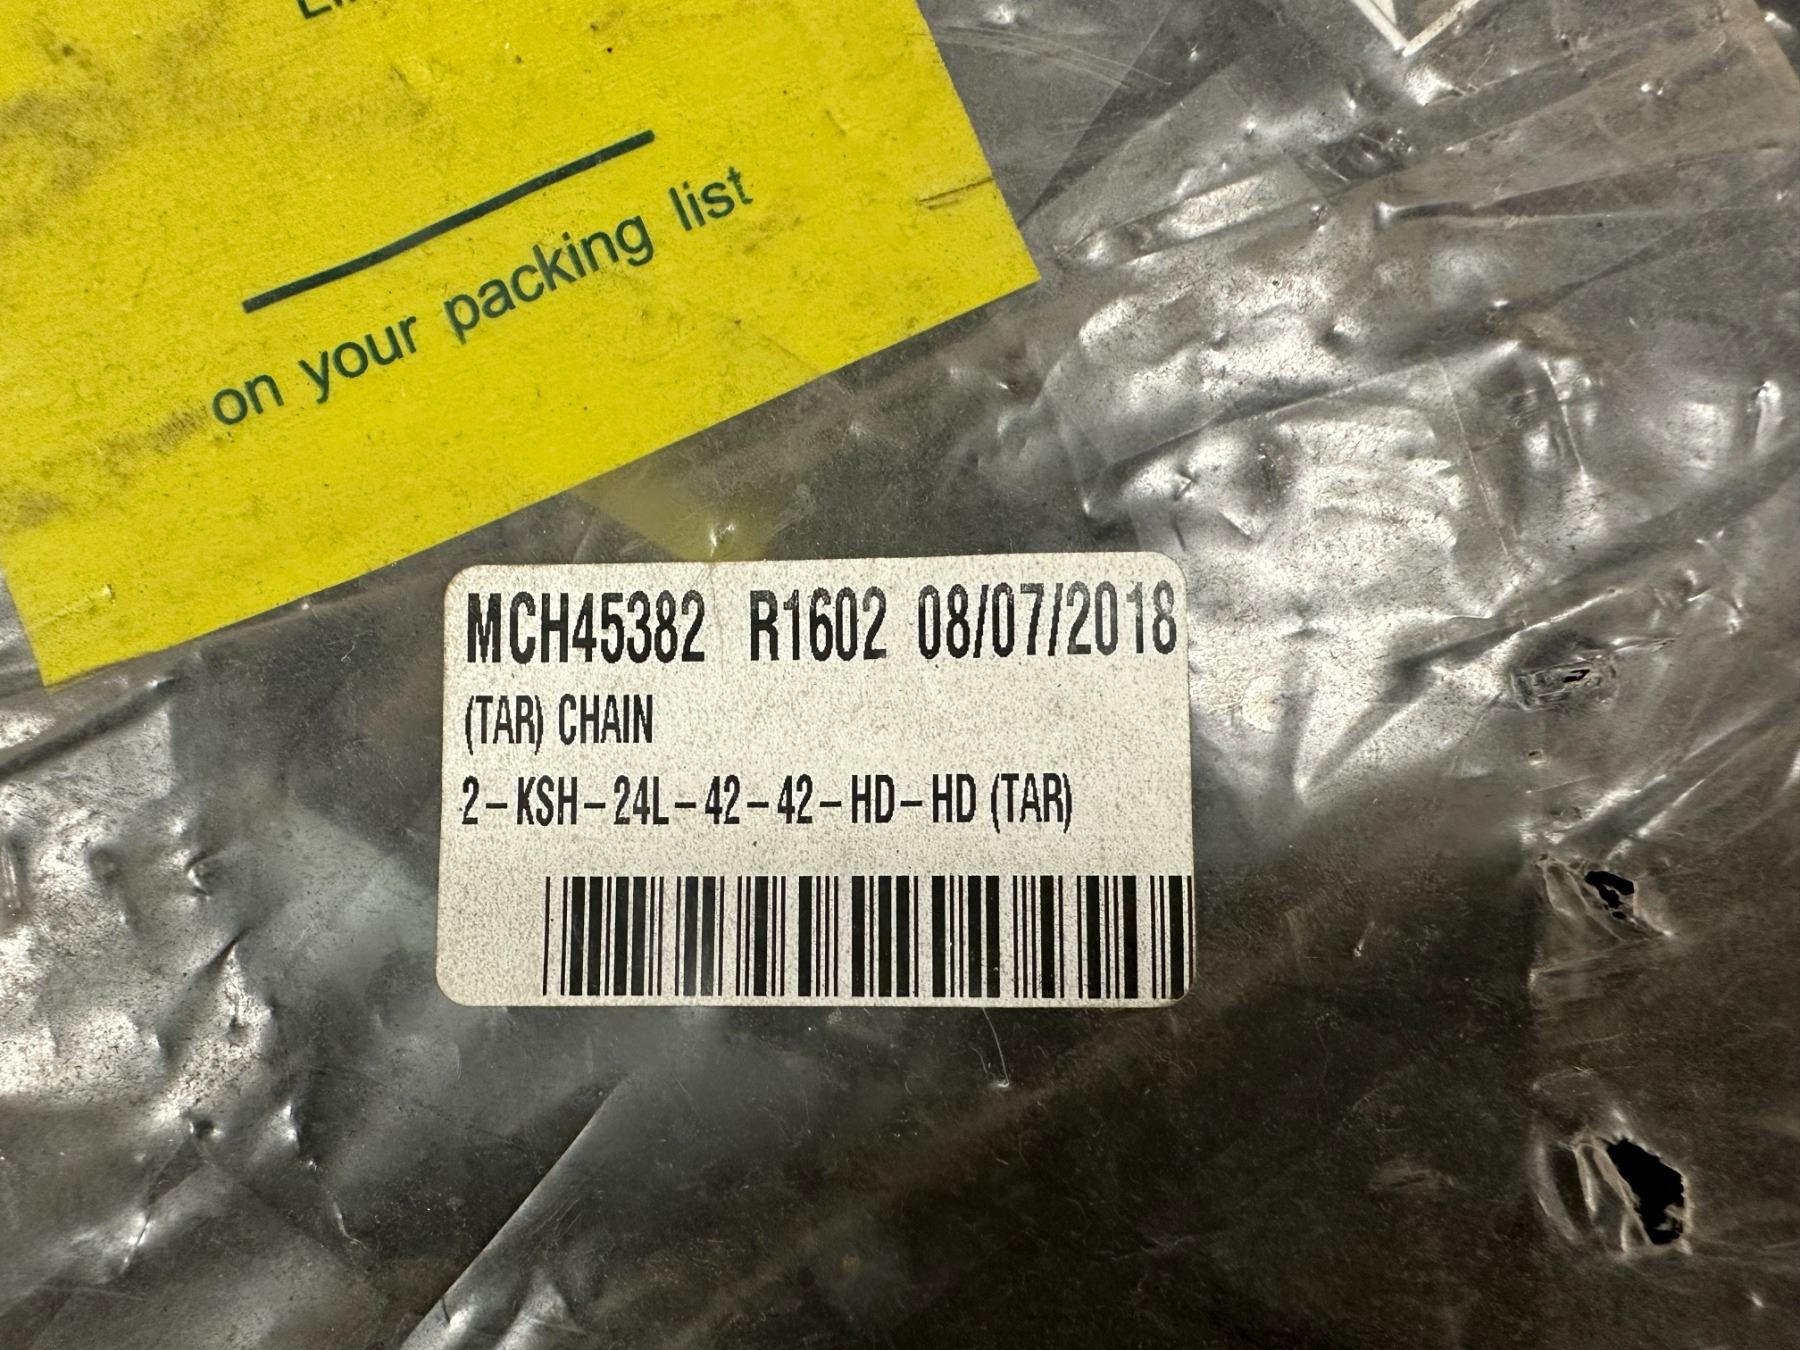 on your packing list
MCH45382 R1602 08/07/2018
(TAR) CHAIN
2-KSH-24L-42-42-HD-HD (TAR)